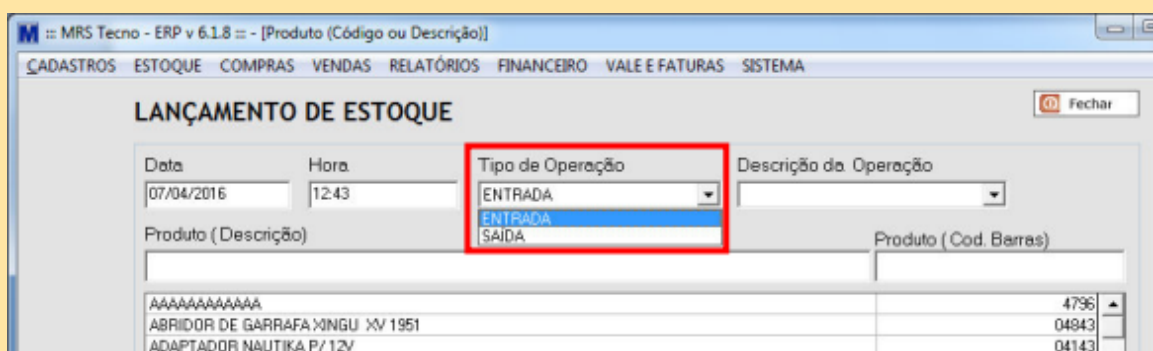 M ::: MRS Tecno - ERP v 6.1.8 ::: - [Produto (Código ou Descrição)]
CADASTROS ESTOQUE COMPRAS VENDAS RELATÓRIOS FINANCEIRO VALE E FATURAS SISTEMA
LANÇAMENTO DE ESTOQUE Fechar
Data Hora Tipo de Operação Descrição da Operação
07/04/2016 12:43 ENTRADA
ENTRADA
SAÍDA
Produto ( Descrição) Produto ( Cod. Barras)
AAAAAAAAAAAA 4796
ABRIDOR DE GARRAFA XINGU XV 1951 04843
ADAPTADOR NAUTIKA P/ 12V 04143